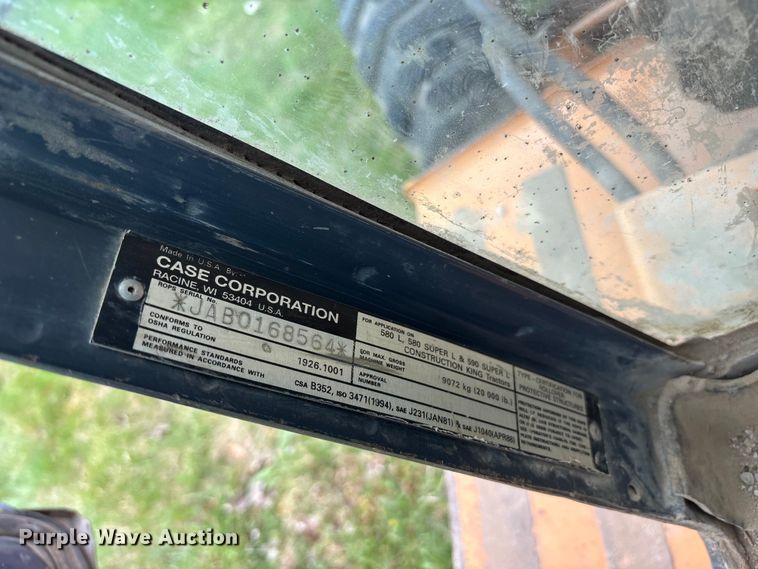 Made in U.S.A. By:
CASE CORPORATION
RACINE, WI 53404 U.S.A.
ROPS SERIAL No.
*JAB0168564*
CONFORMS TO
OSHA REGULATION
1926.1001
PERFORMANCE STANDARDS
MEASURED IN ACCORDANCE WITH
CSA B352, ISO 3471(1994), SAE J231(JAN81) & SAE J1040(APR88)
FOR APPLICATION ON
580 L, 580 SUPER L & 590 SUPER L
CONSTRUCTION KING Tractors
FOR MAX. GROSS
MACHINE WEIGHT
9072 kg (20 000 lb.)
APPROVAL
NUMBER
TYPE - CERTIFICATION FOR
ROLLOVER
PROTECTIVE STRUCTURES
Purple Wave Auction